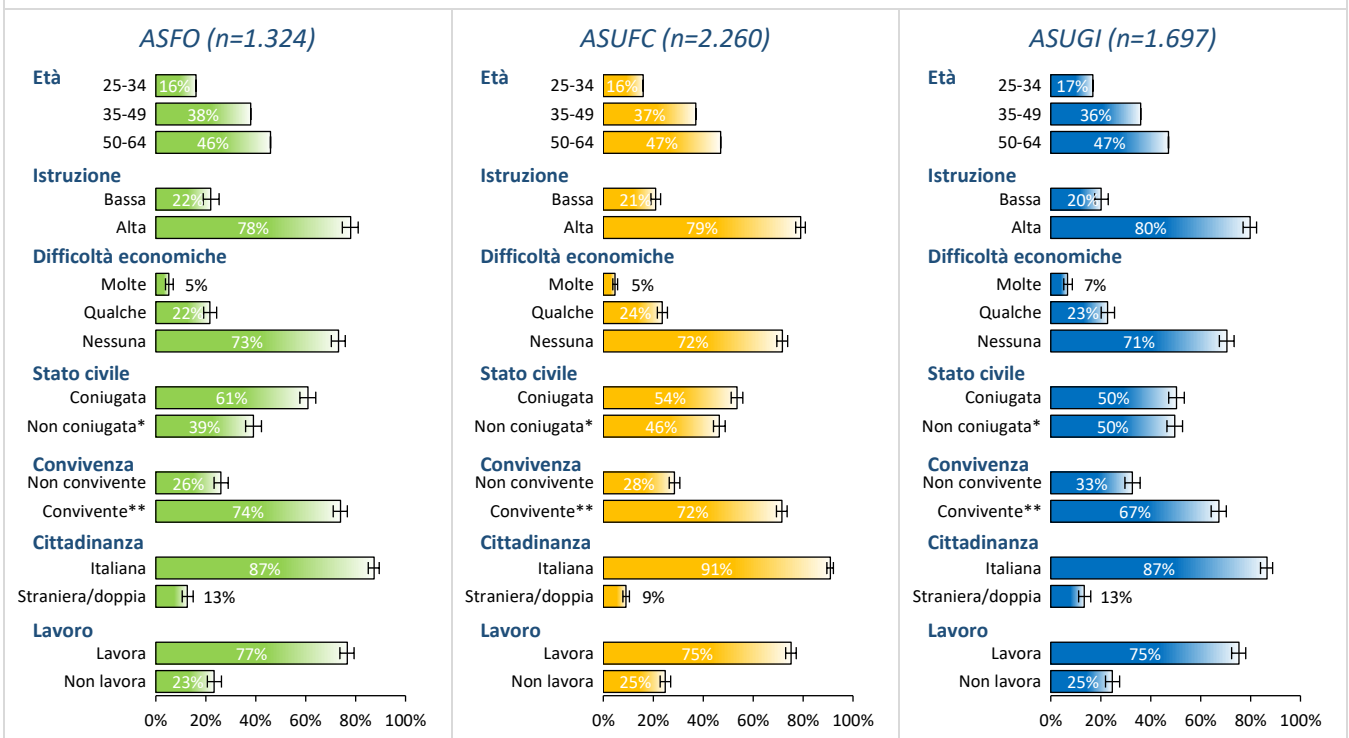 ASFO (n=1.324)
Età
25-34 16%
35-49 38%
50-64 46%
Istruzione
Bassa 22%
Alta 78%
Difficoltà economiche
Molte 5%
Qualche 22%
Nessuna 73%
Stato civile
Coniugata 61%
Non coniugata* 39%
Convivenza
Non convivente 26%
Convivente** 74%
Cittadinanza
Italiana 87%
Straniera/doppia 13%
Lavoro
Lavora 77%
Non lavora 23%
0% 20% 40% 60% 80% 100%
ASUFC (n=2.260)
Età
25-34 16%
35-49 37%
50-64 47%
Istruzione
Bassa 21%
Alta 79%
Difficoltà economiche
Molte 5%
Qualche 24%
Nessuna 72%
Stato civile
Coniugata 54%
Non coniugata* 46%
Convivenza
Non convivente 28%
Convivente** 72%
Cittadinanza
Italiana 91%
Straniera/doppia 9%
Lavoro
Lavora 75%
Non lavora 25%
0% 20% 40% 60% 80% 100%
ASUGI (n=1.697)
Età
25-34 17%
35-49 36%
50-64 47%
Istruzione
Bassa 20%
Alta 80%
Difficoltà economiche
Molte 7%
Qualche 23%
Nessuna 71%
Stato civile
Coniugata 50%
Non coniugata* 50%
Convivenza
Non convivente 33%
Convivente** 67%
Cittadinanza
Italiana 87%
Straniera/doppia 13%
Lavoro
Lavora 75%
Non lavora 25%
0% 20% 40% 60% 80% 100%